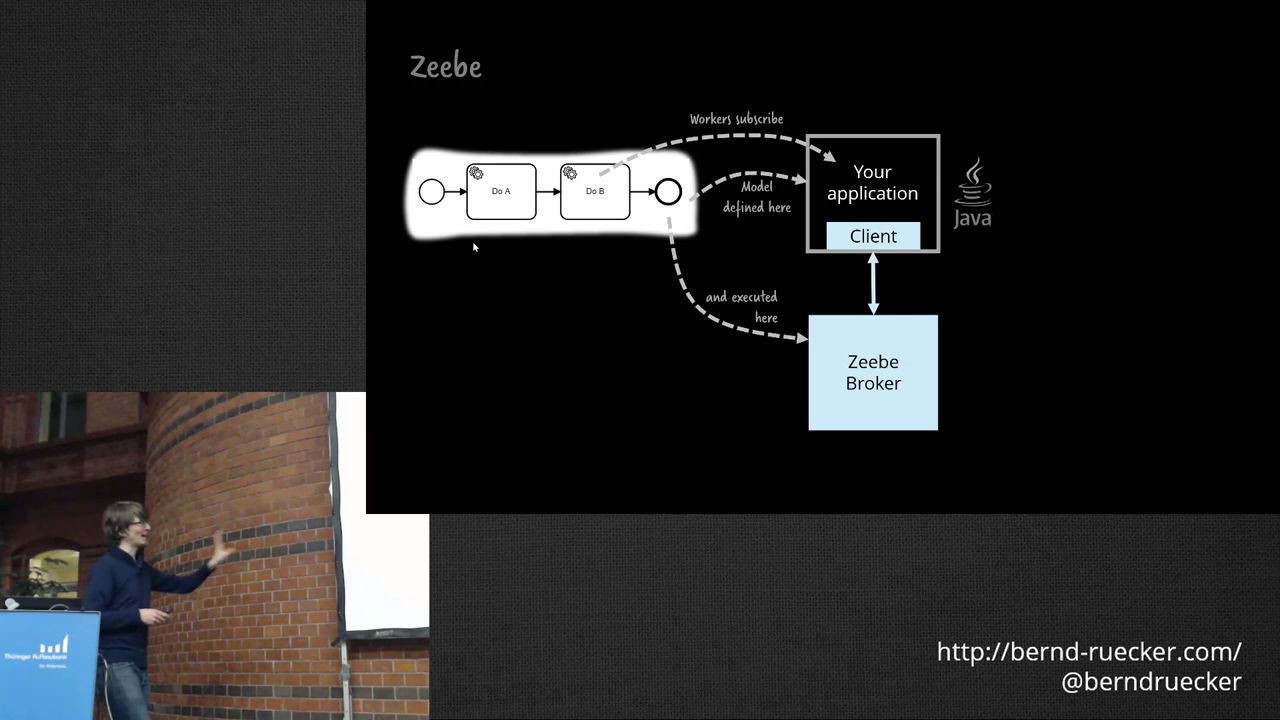 Zeebe
Workers subscribe
Do A
Do B
Model
defined here
Your
application
Client
Java
and executed
here
Zeebe
Broker
http://bernd-ruecker.com/
@berndruecker